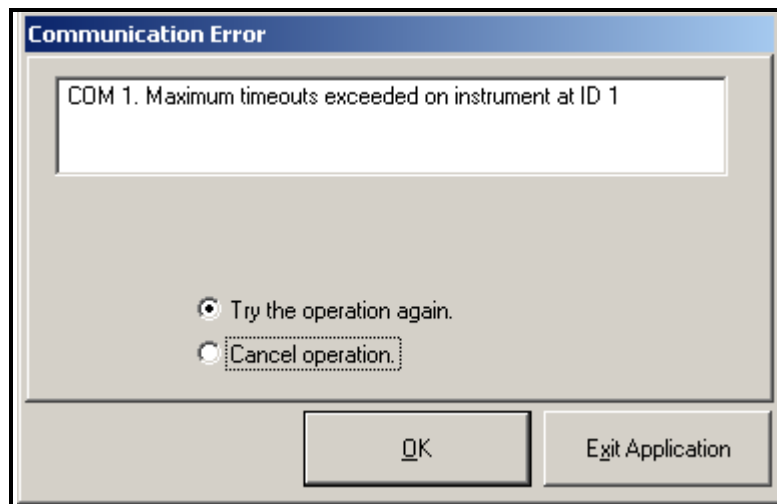 Communication Error
COM 1. Maximum timeouts exceeded on instrument at ID 1
Try the operation again.
Cancel operation.
OK
Exit Application